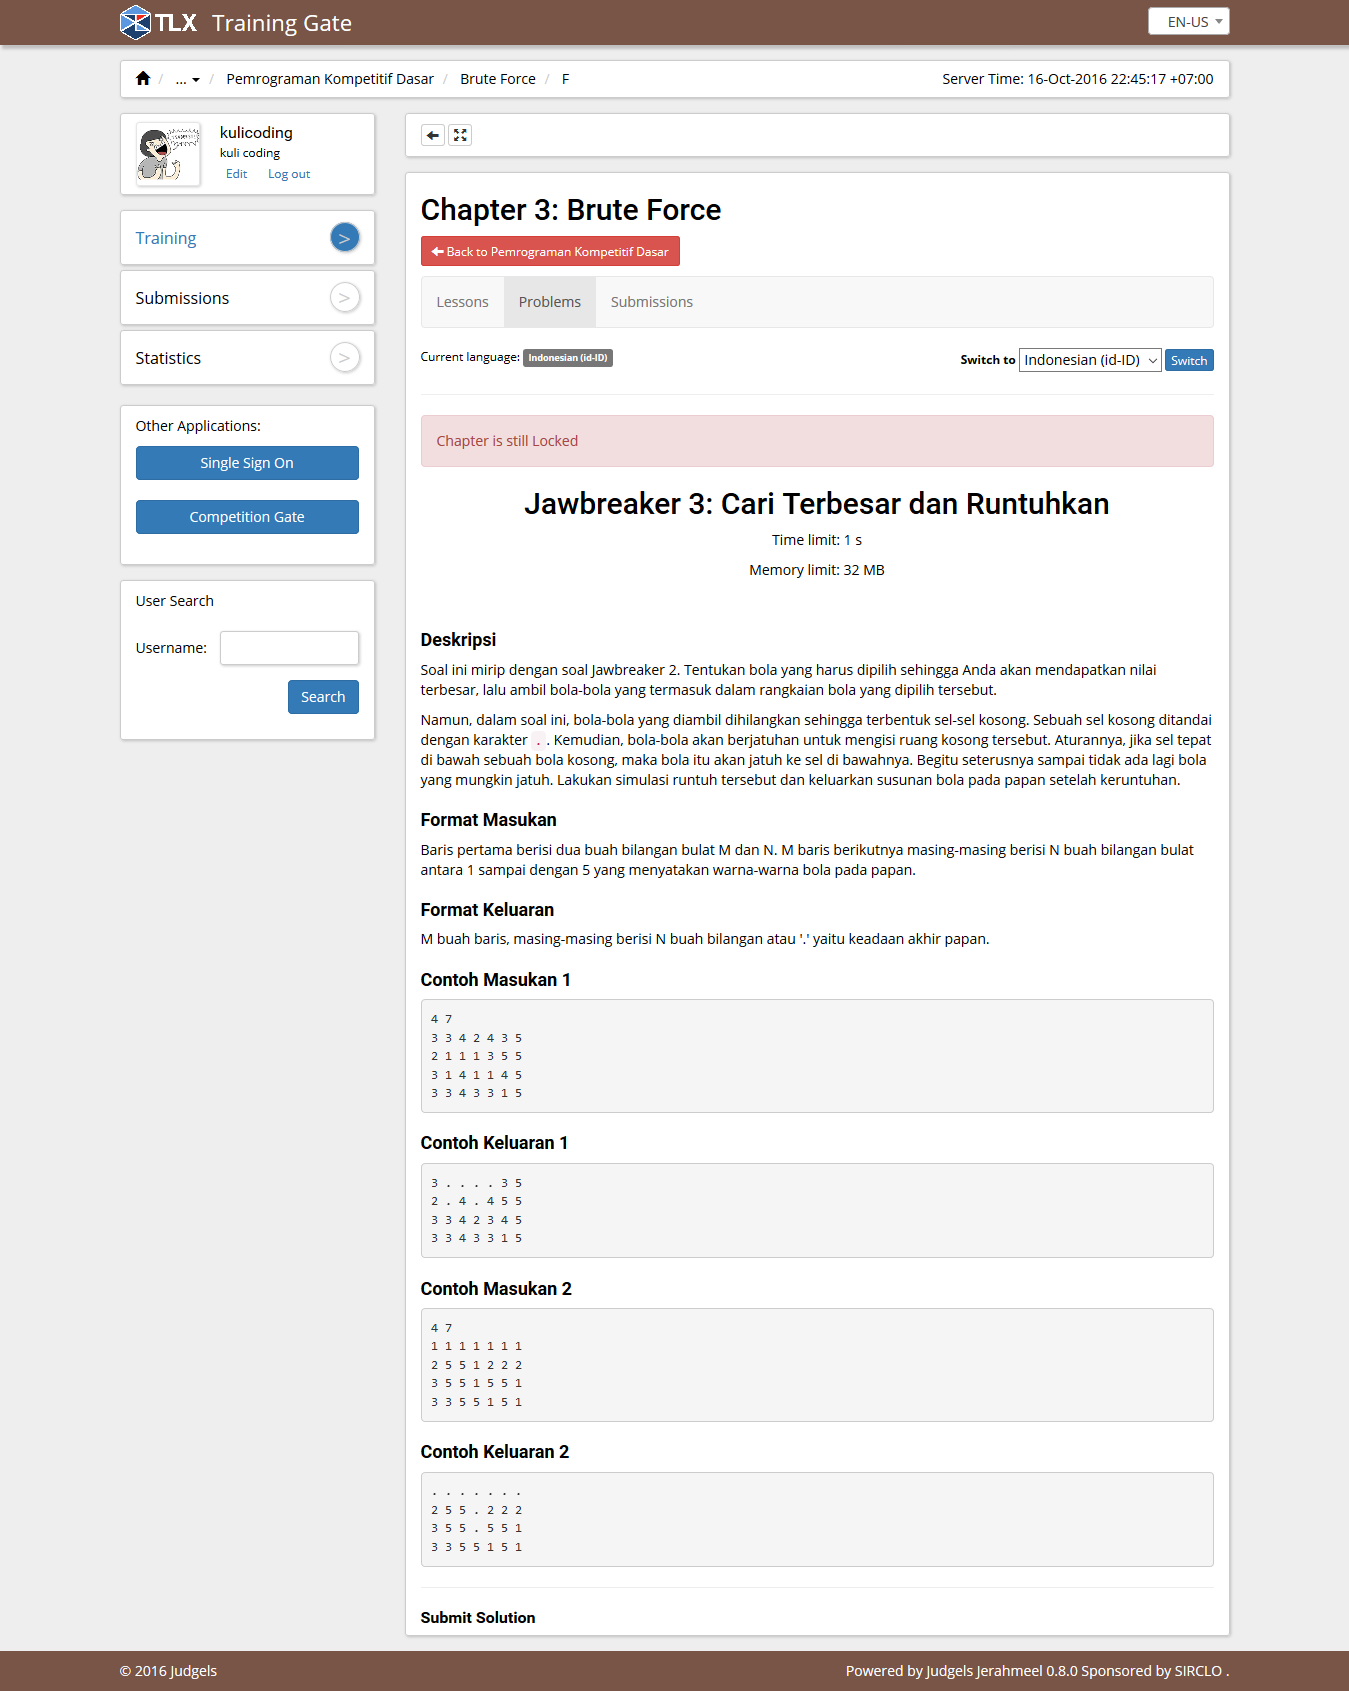 TLX Training Gate
EN-US
... Pemrograman Kompetitif Dasar / Brute Force / F
Server Time: 16-Oct-2016 22:45:17 +07:00
kulicoding
kuli coding
Edit Log out
Training >
Submissions >
Statistics >
Other Applications:
Single Sign On
Competition Gate
User Search
Username:
Search
Chapter 3: Brute Force
Back to Pemrograman Kompetitif Dasar
Lessons Problems Submissions
Current language: Indonesian (id-ID)
Switch to Indonesian (id-ID) Switch
Chapter is still Locked
Jawbreaker 3: Cari Terbesar dan Runtuhkan
Time limit: 1 s
Memory limit: 32 MB
Deskripsi
Soal ini mirip dengan soal Jawbreaker 2. Tentukan bola yang harus dipilih sehingga Anda akan mendapatkan nilai
terbesar, lalu ambil bola-bola yang termasuk dalam rangkaian bola yang dipilih tersebut.
Namun, dalam soal ini, bola-bola yang diambil dihilangkan sehingga terbentuk sel-sel kosong. Sebuah sel kosong ditandai
dengan karakter . . Kemudian, bola-bola akan berjatuhan untuk mengisi ruang kosong tersebut. Aturannya, jika sel tepat
di bawah sebuah bola kosong, maka bola itu akan jatuh ke sel di bawahnya. Begitu seterusnya sampai tidak ada lagi bola
yang mungkin jatuh. Lakukan simulasi runtuh tersebut dan keluarkan susunan bola pada papan setelah keruntuhan.
Format Masukan
Baris pertama berisi dua buah bilangan bulat M dan N. M baris berikutnya masing-masing berisi N buah bilangan bulat
antara 1 sampai dengan 5 yang menyatakan warna-warna bola pada papan.
Format Keluaran
M buah baris, masing-masing berisi N buah bilangan atau '.' yaitu keadaan akhir papan.
Contoh Masukan 1
4 7
3 3 4 2 4 3 5
2 1 1 1 3 5 5
3 1 4 1 1 4 5
3 3 4 3 3 1 5
Contoh Keluaran 1
3 . . . . 3 5
2 . 4 . 4 5 5
3 3 4 2 3 4 5
3 3 4 3 3 1 5
Contoh Masukan 2
4 7
1 1 1 1 1 1 1
2 5 5 1 2 2 2
3 5 5 1 5 5 1
3 3 5 5 1 5 1
Contoh Keluaran 2
. . . . . . .
2 5 5 . 2 2 2
3 5 5 . 5 5 1
3 3 5 5 1 5 1
Submit Solution
© 2016 Judgels
Powered by Judgels Jerahmeel 0.8.0 Sponsored by SIRCLO .